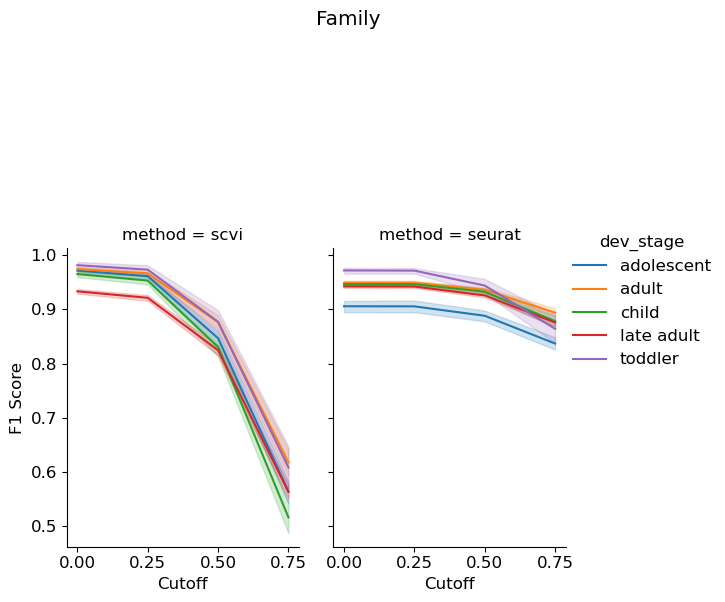 Family
method = scvi
method = seurat
dev_stage
adolescent
adult
child
late adult
toddler
F1 Score
1.0
0.9
0.8
0.7
0.6
0.5
0.00 0.25 0.50 0.75
0.00 0.25 0.50 0.75
Cutoff
Cutoff